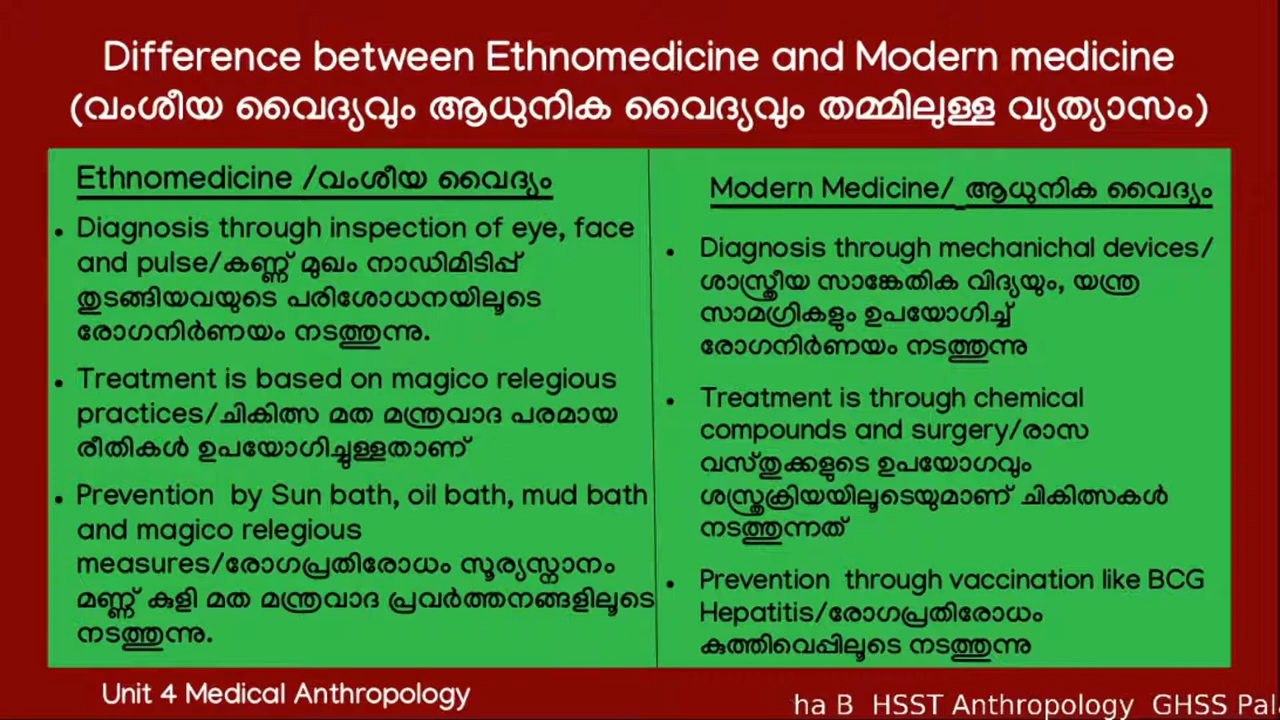 Difference between Ethnomedicine and Modern medicine
(വംശീയ വൈദ്യവും ആധുനിക വൈദ്യവും തമ്മിലുള്ള വ്യത്യാസം)
Ethnomedicine /വംശീയ വൈദ്യം
• Diagnosis through inspection of eye, face
and pulse/കണ്ണ് മുഖം നാഡിമിടിപ്പ്
തുടങ്ങിയവയുടെ പരിശോധനയിലൂടെ
രോഗനിർണയം നടത്തുന്നു.
• Treatment is based on magico relegious
practices/ചികിത്സ മത മന്ത്രവാദ പരമായ
രീതികൾ ഉപയോഗിച്ചുള്ളതാണ്
• Prevention by Sun bath, oil bath, mud bath
and magico relegious
measures/രോഗപ്രതിരോധം സൂര്യസ്നാനം
മണ്ണ് കുളി മത മന്ത്രവാദ പ്രവർത്തനങ്ങളിലൂടെ
നടത്തുന്നു.
Modern Medicine/ ആധുനിക വൈദ്യം
• Diagnosis through mechanichal devices/
ശാസ്ത്രീയ സാങ്കേതിക വിദ്യയും, യന്ത്ര
സാമഗ്രികളും ഉപയോഗിച്ച്
രോഗനിർണയം നടത്തുന്നു
• Treatment is through chemical
compounds and surgery/രാസ
വസ്തുക്കളുടെ ഉപയോഗവും
ശസ്ത്രക്രിയയിലൂടെയുമാണ് ചികിത്സകൾ
നടത്തുന്നത്
• Prevention through vaccination like BCG
Hepatitis/രോഗപ്രതിരോധം
കുത്തിവെപ്പിലൂടെ നടത്തുന്നു
Unit 4 Medical Anthropology
ha B HSST Anthropology GHSS Pal